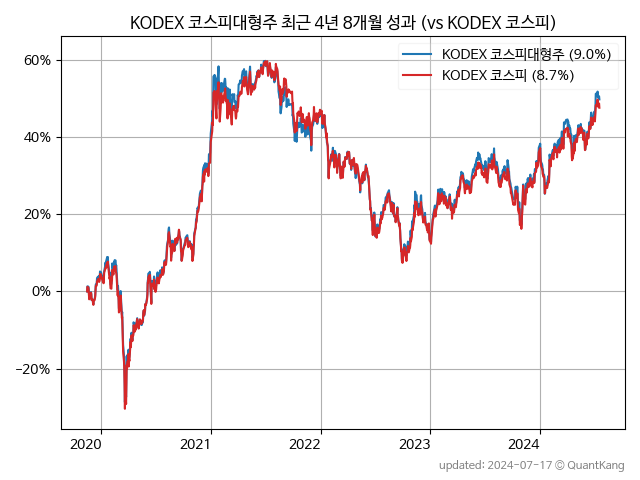 KODEX 코스피대형주 최근 4년 8개월 성과 (vs KODEX 코스피)
KODEX 코스피대형주 (9.0%)
KODEX 코스피 (8.7%)
60%
40%
20%
0%
−20%
2020 2021 2022 2023 2024
updated: 2024-07-17 © QuantKang